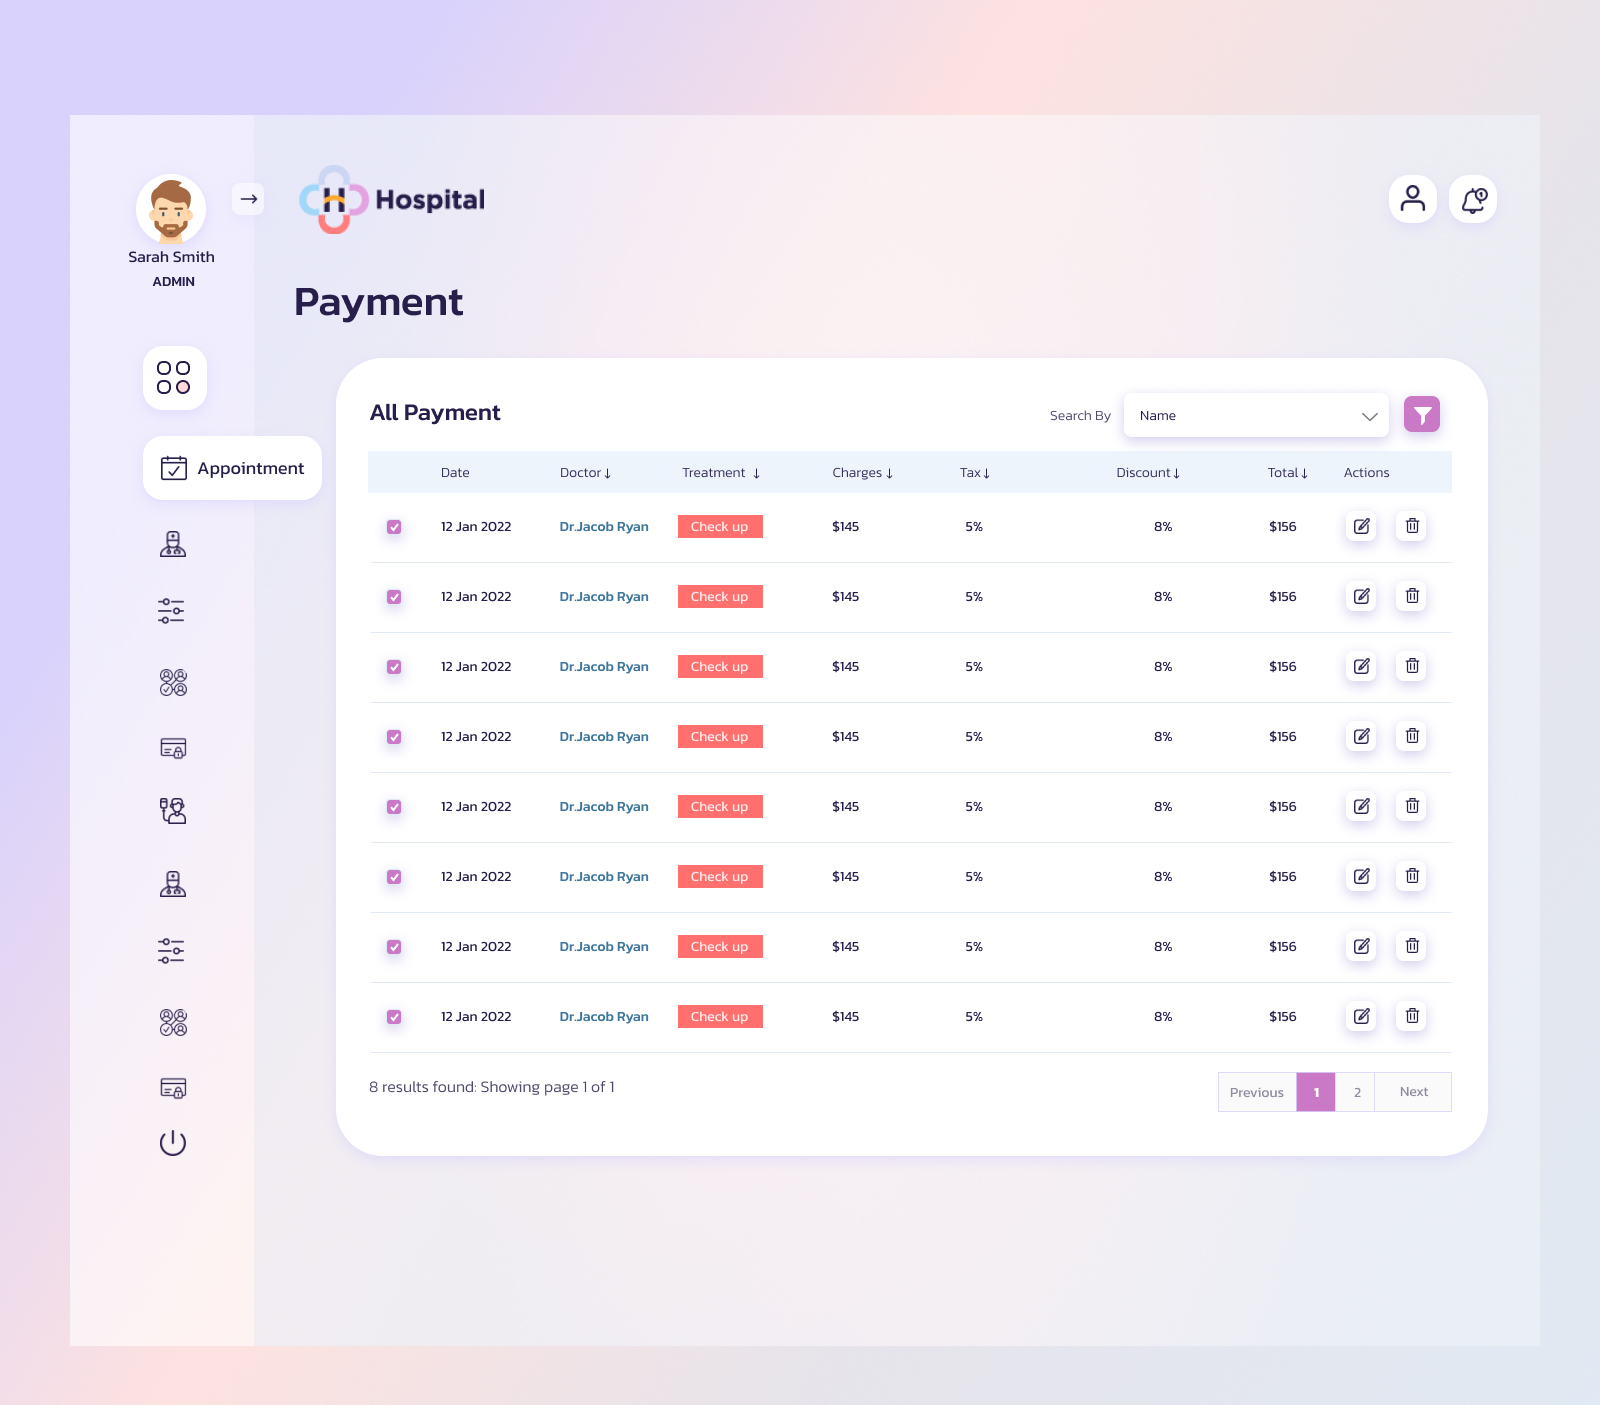 Hospital
Sarah Smith
ADMIN
Payment
Appointment
All Payment
Search By Name
Date Doctor↓ Treatment ↓ Charges↓ Tax↓ Discount↓ Total↓ Actions
12 Jan 2022 Dr.Jacob Ryan Check up $145 5% 8% $156
12 Jan 2022 Dr.Jacob Ryan Check up $145 5% 8% $156
12 Jan 2022 Dr.Jacob Ryan Check up $145 5% 8% $156
12 Jan 2022 Dr.Jacob Ryan Check up $145 5% 8% $156
12 Jan 2022 Dr.Jacob Ryan Check up $145 5% 8% $156
12 Jan 2022 Dr.Jacob Ryan Check up $145 5% 8% $156
12 Jan 2022 Dr.Jacob Ryan Check up $145 5% 8% $156
12 Jan 2022 Dr.Jacob Ryan Check up $145 5% 8% $156
8 results found: Showing page 1 of 1
Previous 1 2 Next